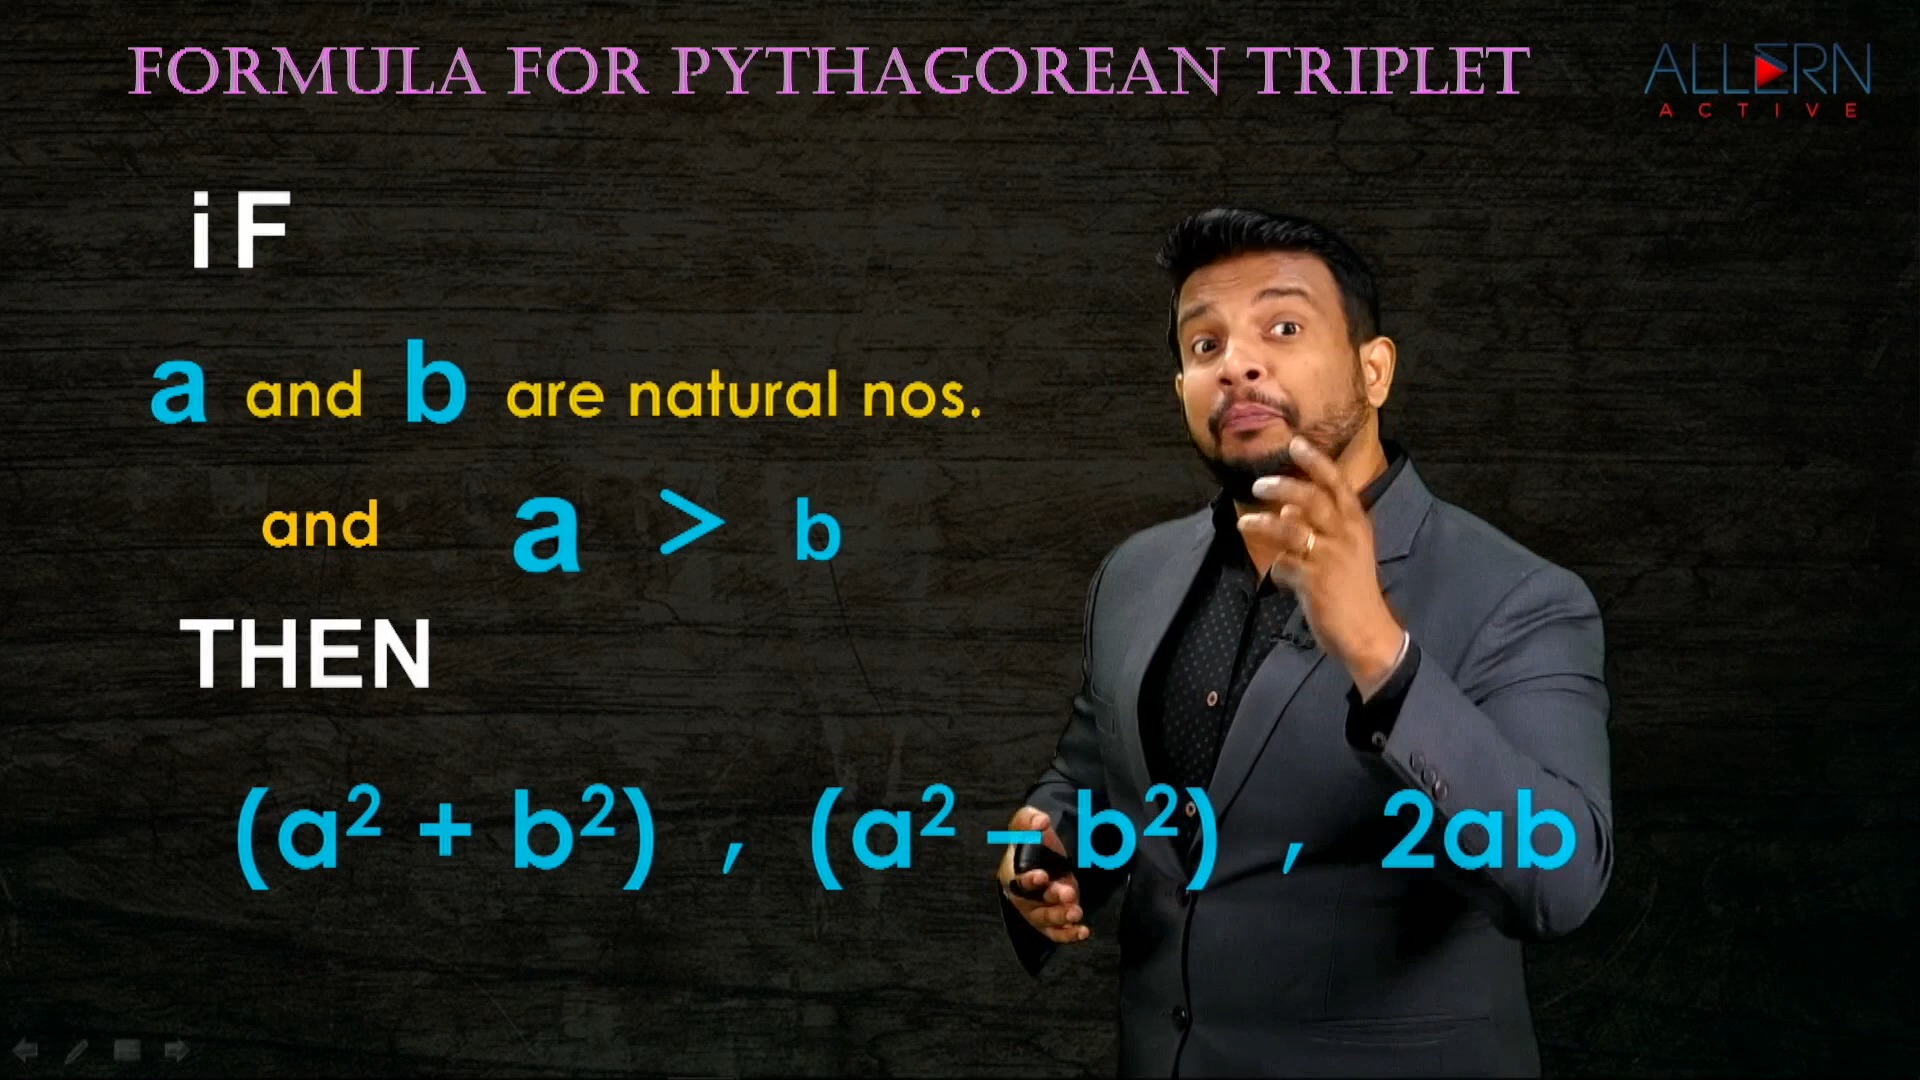 FORMULA FOR PYTHAGOREAN TRIPLET
ALLERN
ACTIVE
iF
a and b are natural nos.
and a > b
THEN
(a² + b²) , (a² – b²) , 2ab